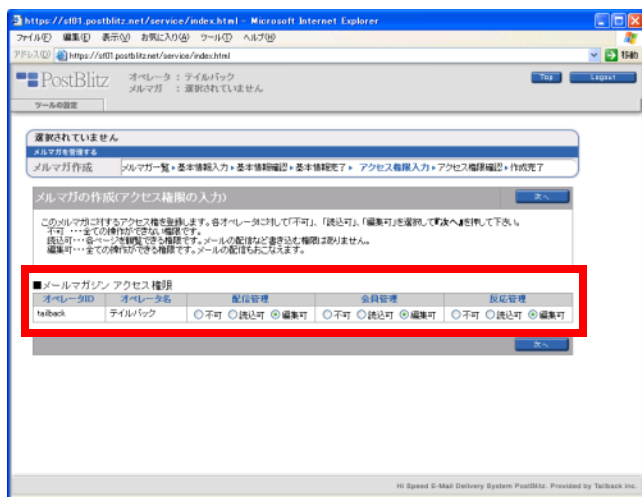 https://sf01.postblitz.net/service/index.html - Microsoft Internet Explorer
ファイル(F) 編集(E) 表示(V) お気に入り(A) ツール(T) ヘルプ(H)
アドレス(D) https://sf01.postblitz.net/service/index.html 移動
PostBlitz オペレータ : テイルバック
メルマガ : 選択されていません
Top Logout
ツールの設定
選択されていません
メルマガを管理する
メルマガ作成 メルマガ一覧 ▸ 基本情報入力 ▸ 基本情報確認 ▸ 基本情報完了 ▸ アクセス権限入力 ▸ アクセス権限確認 ▸ 作成完了
メルマガの作成(アクセス権限の入力) 次へ
このメルマガに対するアクセス権を登録します。各オペレータに対して「不可」、「読込可」、「編集可」を選択して『次へ』を押して下さい。
不可 ・・・全ての操作ができない権限です。
読込可・・・各ページを観覧できる権限です。メールの配信など書き込む権限はありません。
編集可・・・全ての操作ができる権限です。メールの配信もおこなえます。
■メールマガジン アクセス権限
オペレータID オペレータ名 配信管理 会員管理 反応管理
tailback テイルバック 不可 読込可 編集可 不可 読込可 編集可 不可 読込可 編集可
次へ
Hi Speed E-Mail Delivery System PostBlitz. Provided by Tailback inc.